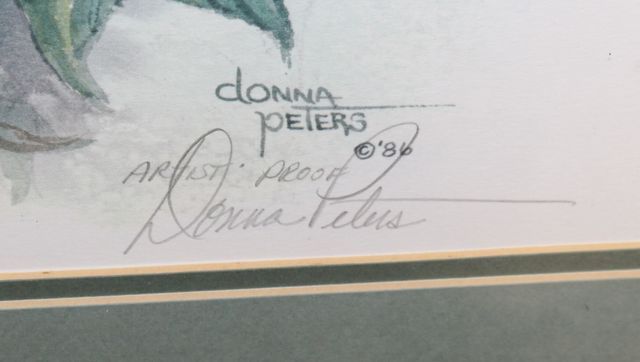 donna
peters
© '86
ARTIST' PROOF
Donna Peters